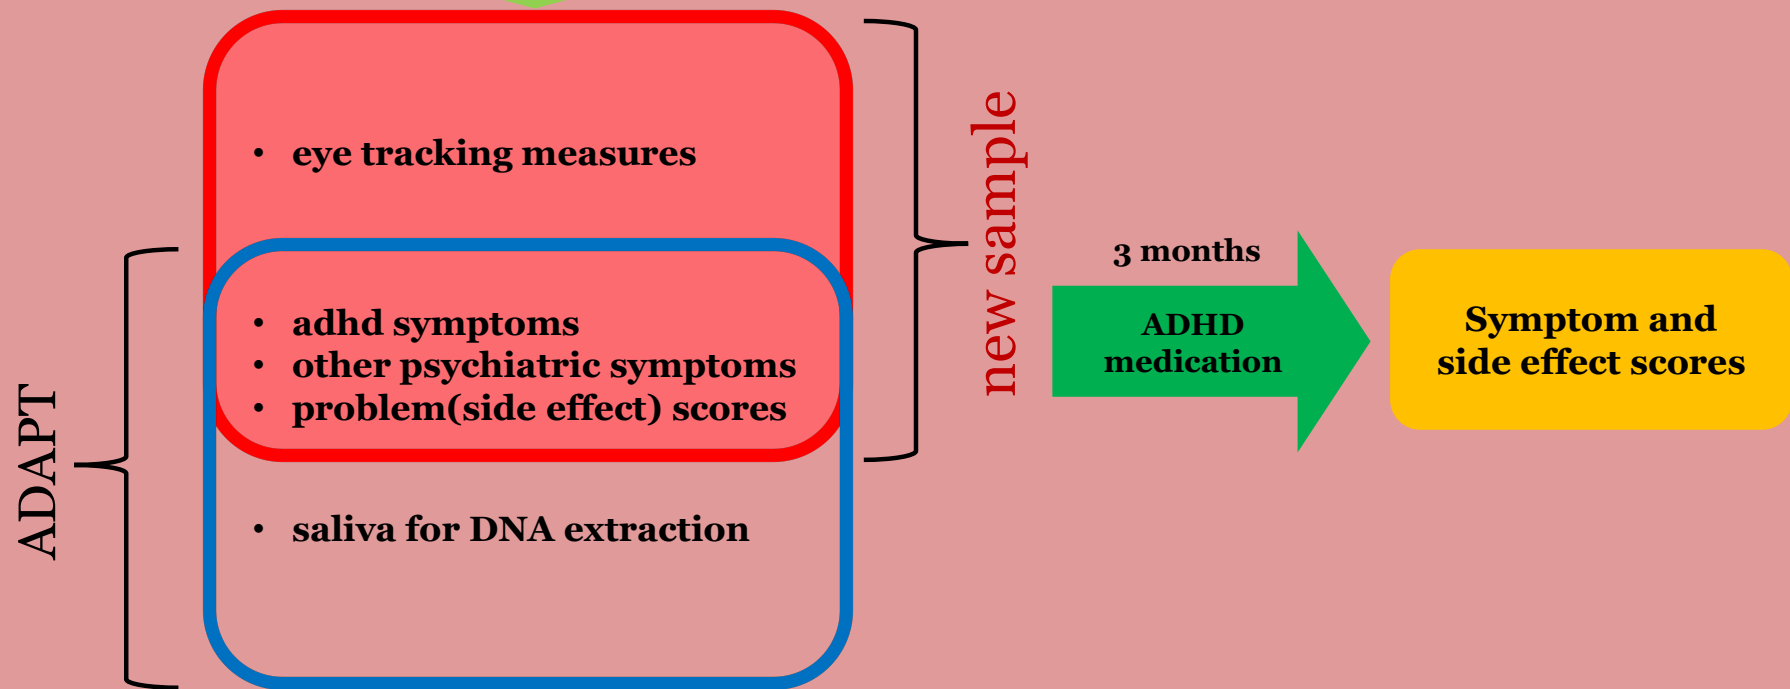 • eye tracking measures
• adhd symptoms
• other psychiatric symptoms
• problem(side effect) scores
• saliva for DNA extraction
ADAPT
new sample
3 months
ADHD
medication
Symptom and
side effect scores